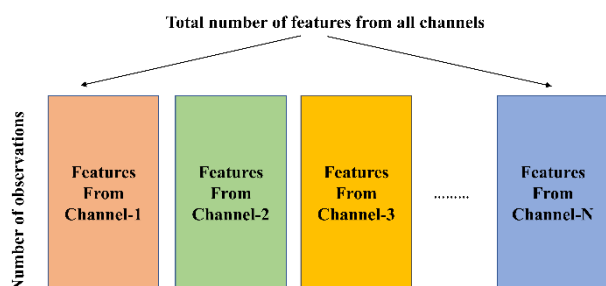 Total number of features from all channels
Number of observations
Features
From
Channel-1
Features
From
Channel-2
Features
From
Channel-3
.........
Features
From
Channel-N